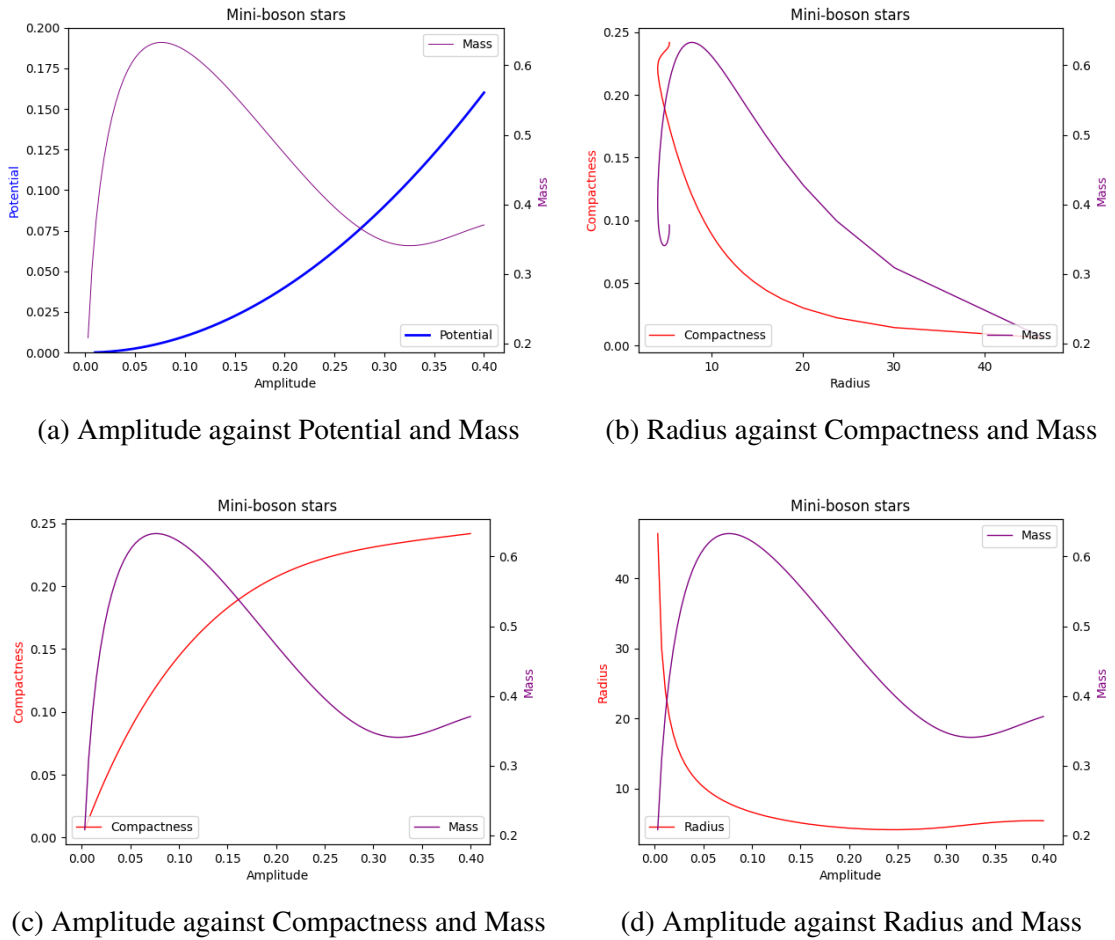 Mini-boson stars
0.200
0.175
0.150
0.125
0.100
0.075
0.050
0.025
0.000
Potential
0.6
0.5
0.4
0.3
0.2
Mass
Mass
Potential
0.00 0.05 0.10 0.15 0.20 0.25 0.30 0.35 0.40
Amplitude
(a) Amplitude against Potential and Mass
Mini-boson stars
0.25
0.20
0.15
0.10
0.05
0.00
Compactness
0.6
0.5
0.4
0.3
0.2
Mass
Compactness
Mass
10 20 30 40
Radius
(b) Radius against Compactness and Mass
Mini-boson stars
0.25
0.20
0.15
0.10
0.05
0.00
Compactness
0.6
0.5
0.4
0.3
0.2
Mass
Compactness
Mass
0.00 0.05 0.10 0.15 0.20 0.25 0.30 0.35 0.40
Amplitude
(c) Amplitude against Compactness and Mass
Mini-boson stars
40
30
20
10
Radius
0.6
0.5
0.4
0.3
0.2
Mass
Mass
Radius
0.00 0.05 0.10 0.15 0.20 0.25 0.30 0.35 0.40
Amplitude
(d) Amplitude against Radius and Mass